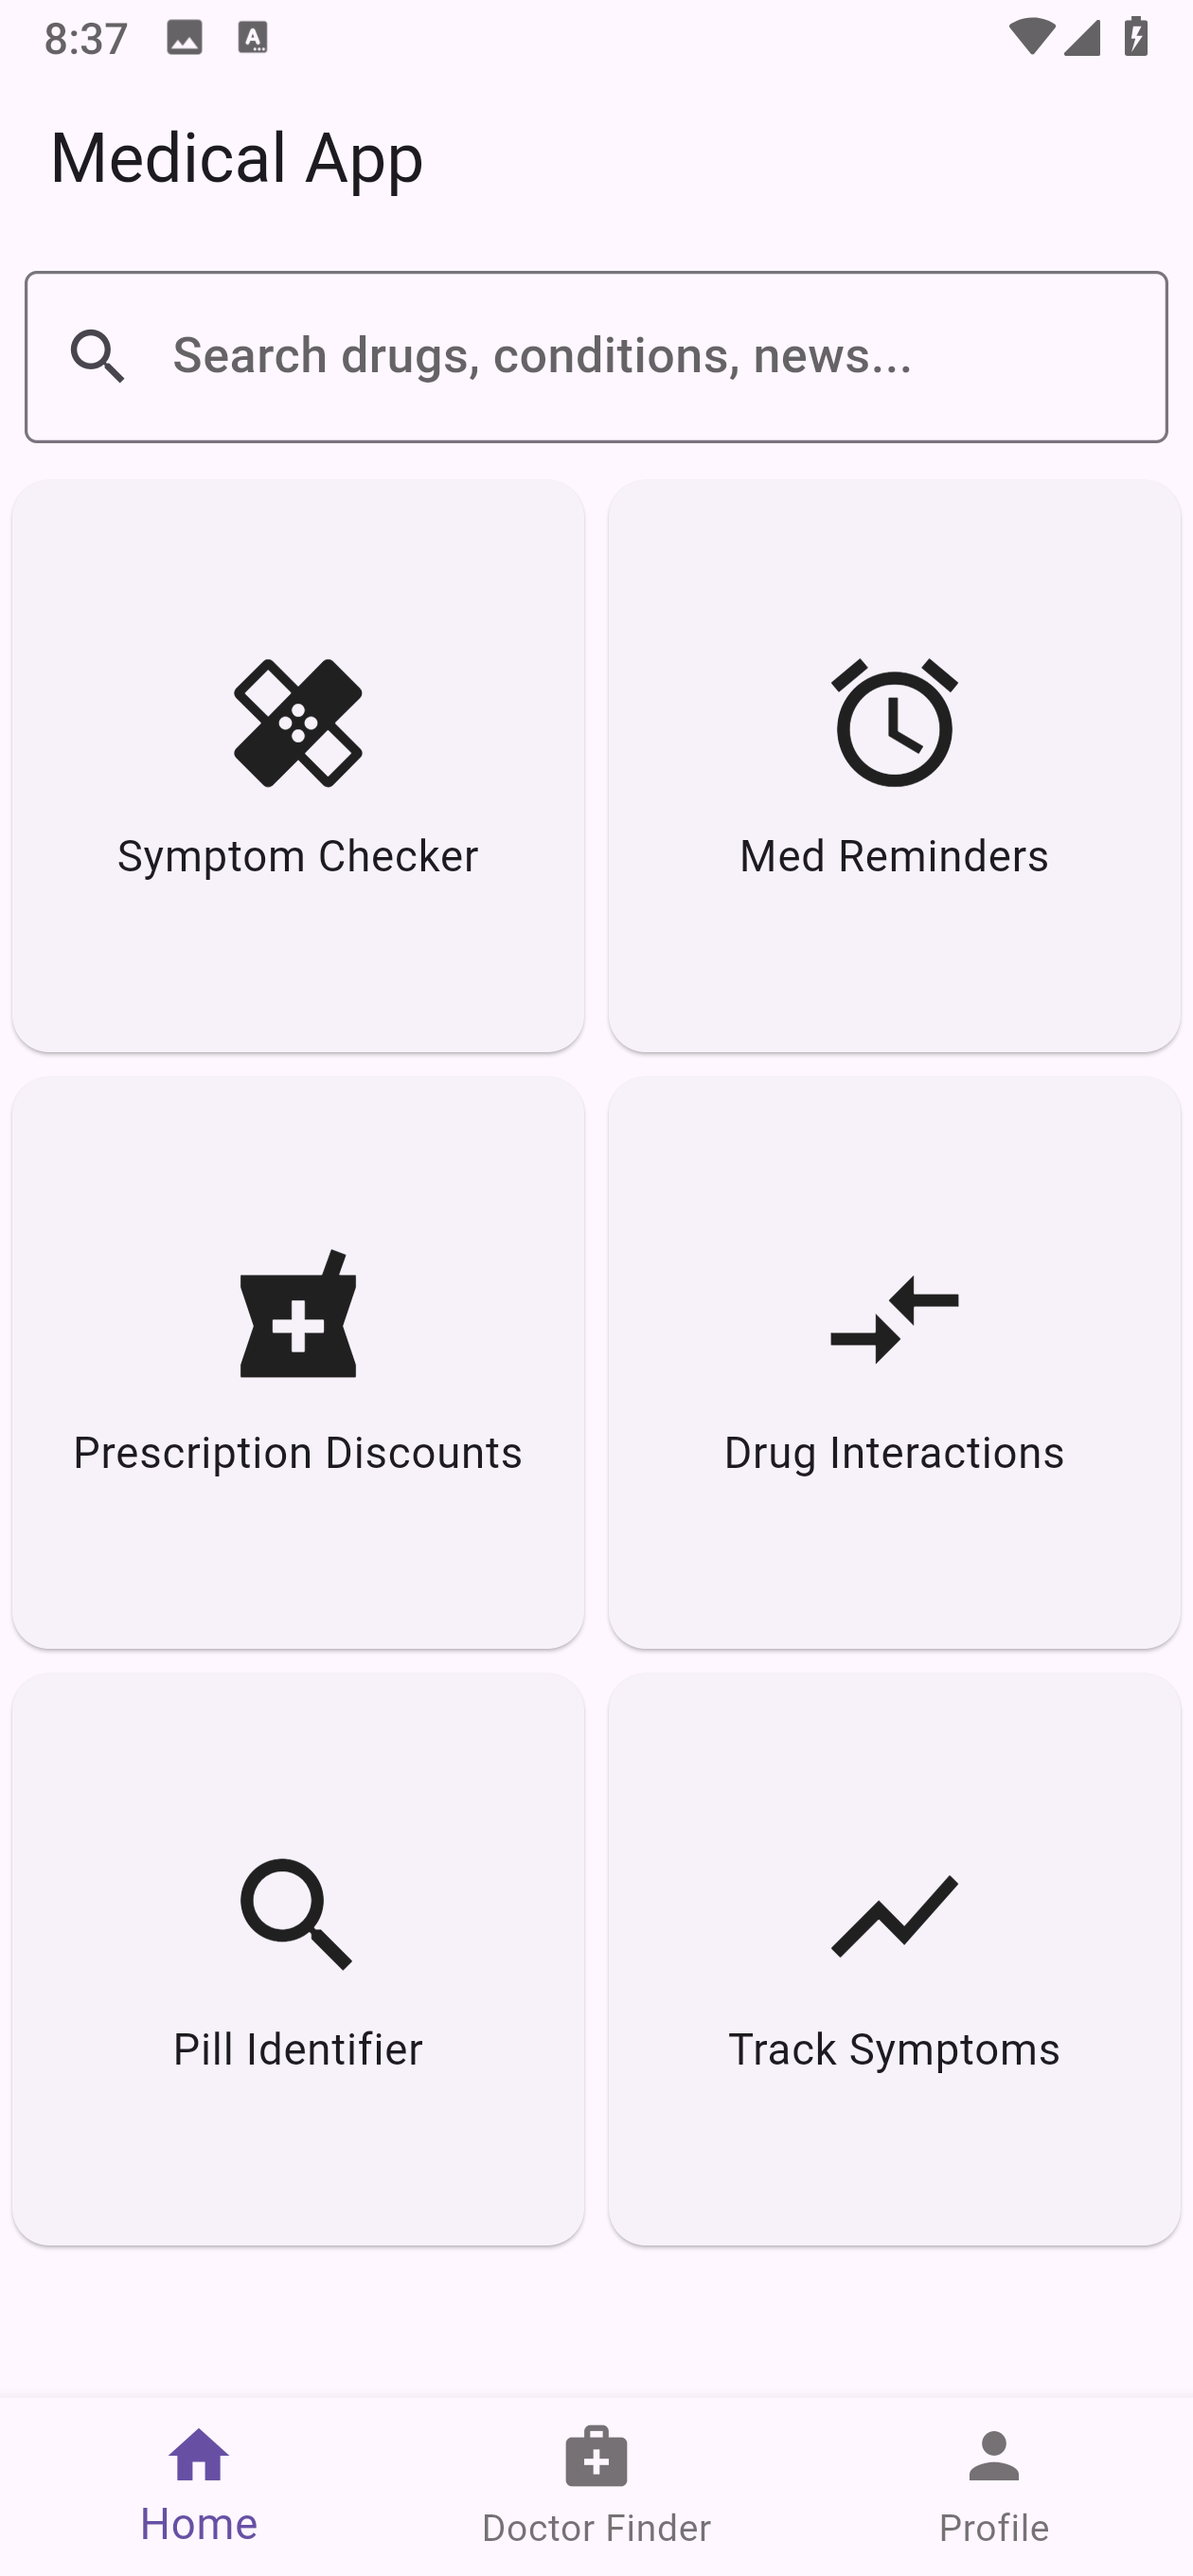 8:37
Medical App
Search drugs, conditions, news...
Symptom Checker
Med Reminders
Prescription Discounts
Drug Interactions
Pill Identifier
Track Symptoms
Home
Doctor Finder
Profile